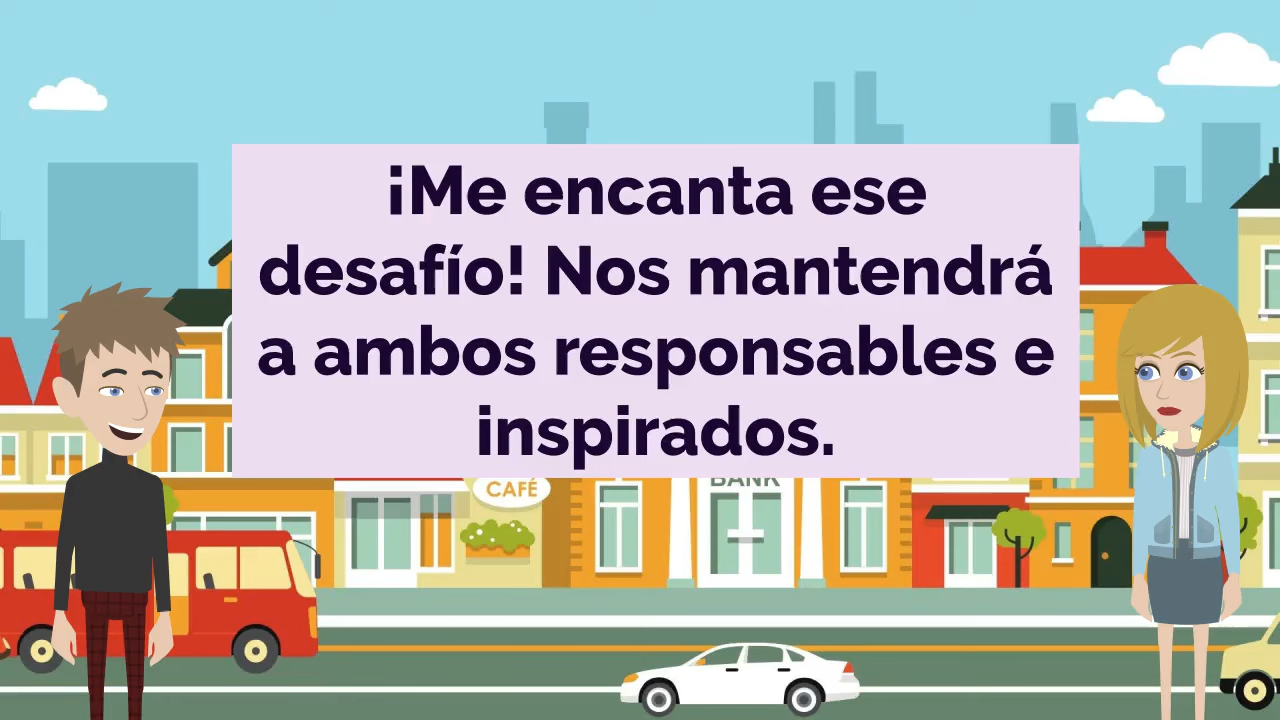 ¡Me encanta ese
desafío! Nos mantendrá
a ambos responsables e
inspirados.
CAFÉ
BANK